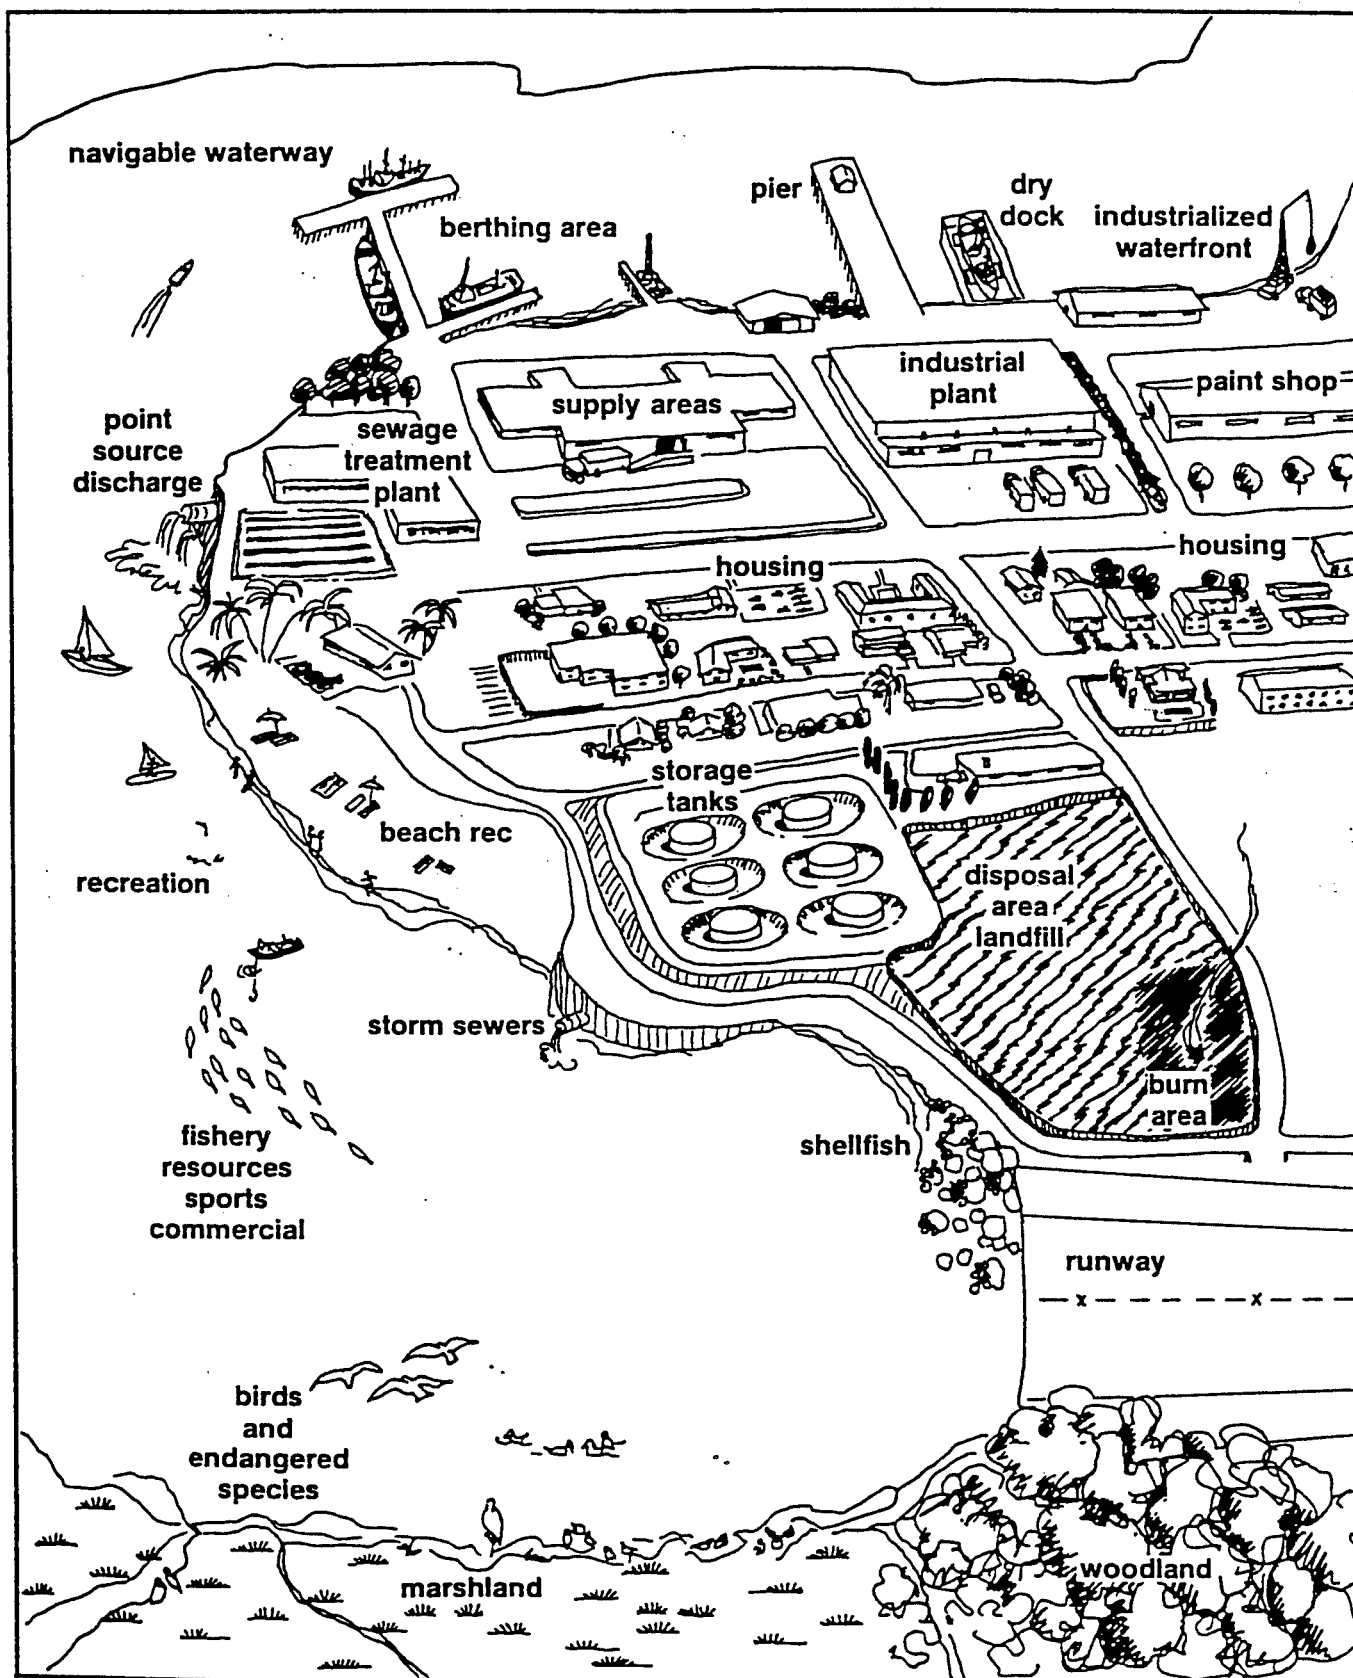 navigable waterway
berthing area
pier
dry
dock
industrialized
waterfront
industrial
plant
paint shop
supply areas
point
source
discharge
sewage
treatment
plant
housing
housing
storage
tanks
beach rec
recreation
disposal
area
landfill
storm sewers
burn
area
fishery
resources
sports
commercial
shellfish
runway
x
x
birds
and
endangered
species
marshland
woodland